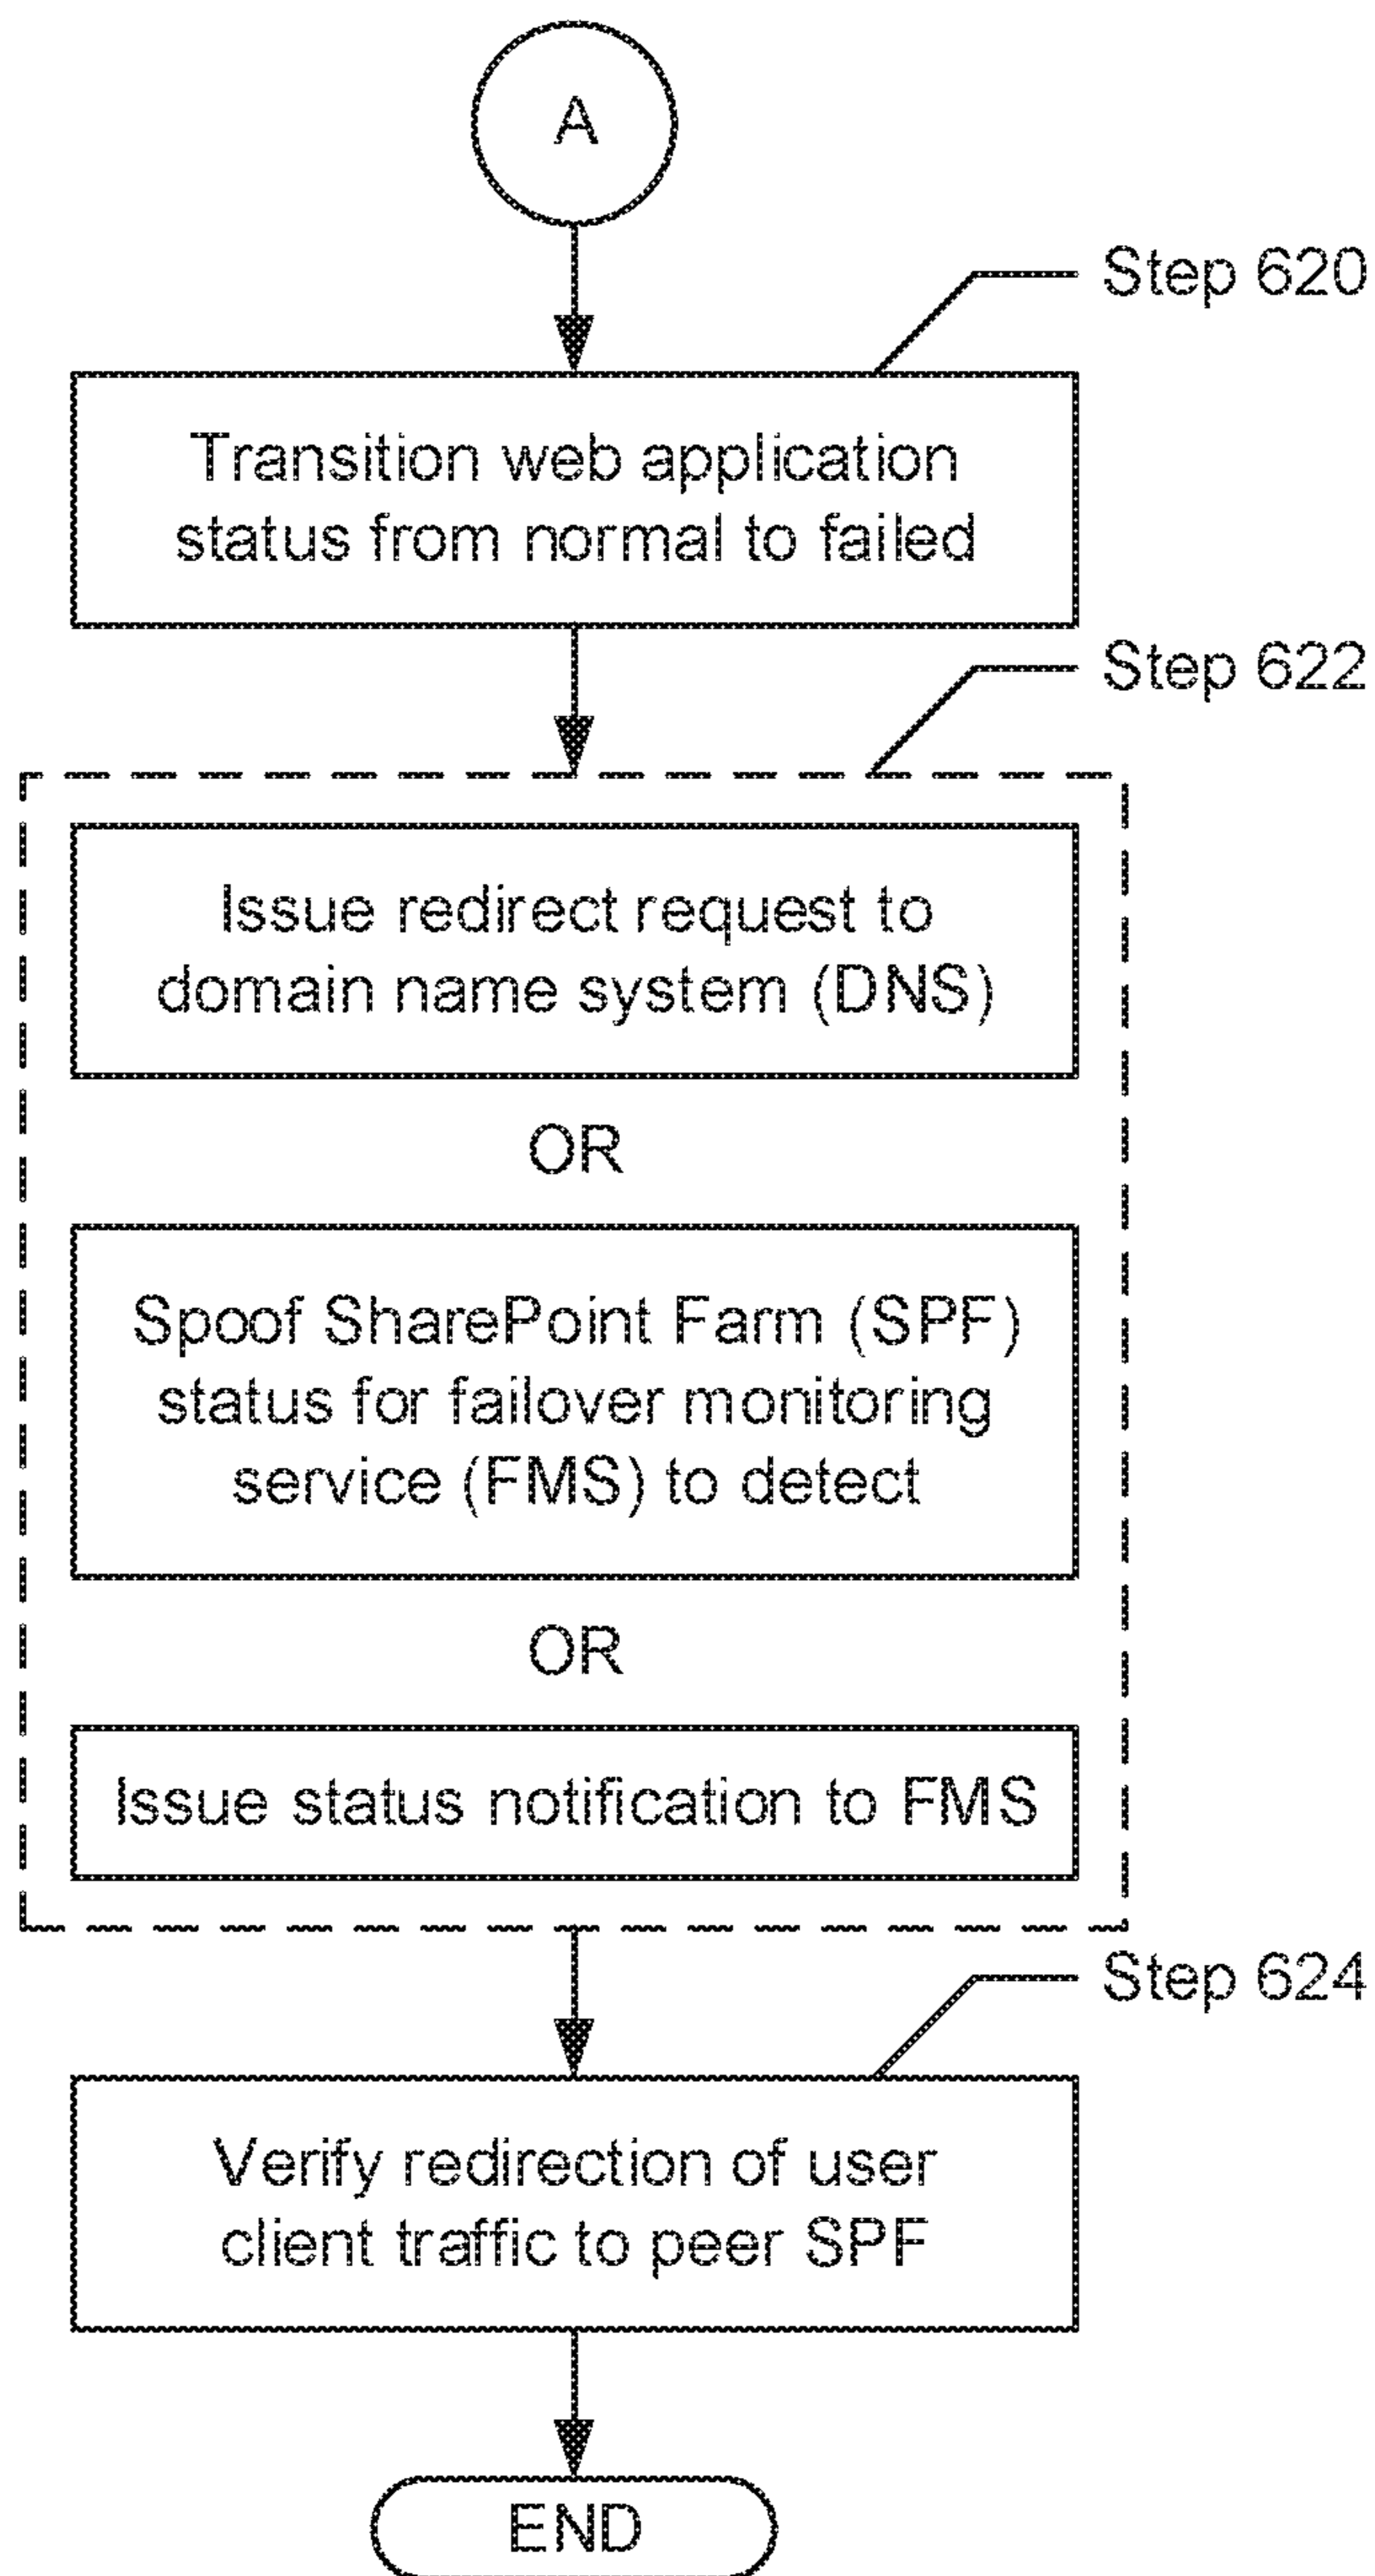 A
Step 620
Transition web application
status from normal to failed
Step 622
Issue redirect request to
domain name system (DNS)
OR
Spoof SharePoint Farm (SPF)
status for failover monitoring
service (FMS) to detect
OR
Issue status notification to FMS
Step 624
Verify redirection of user
client traffic to peer SPF
END